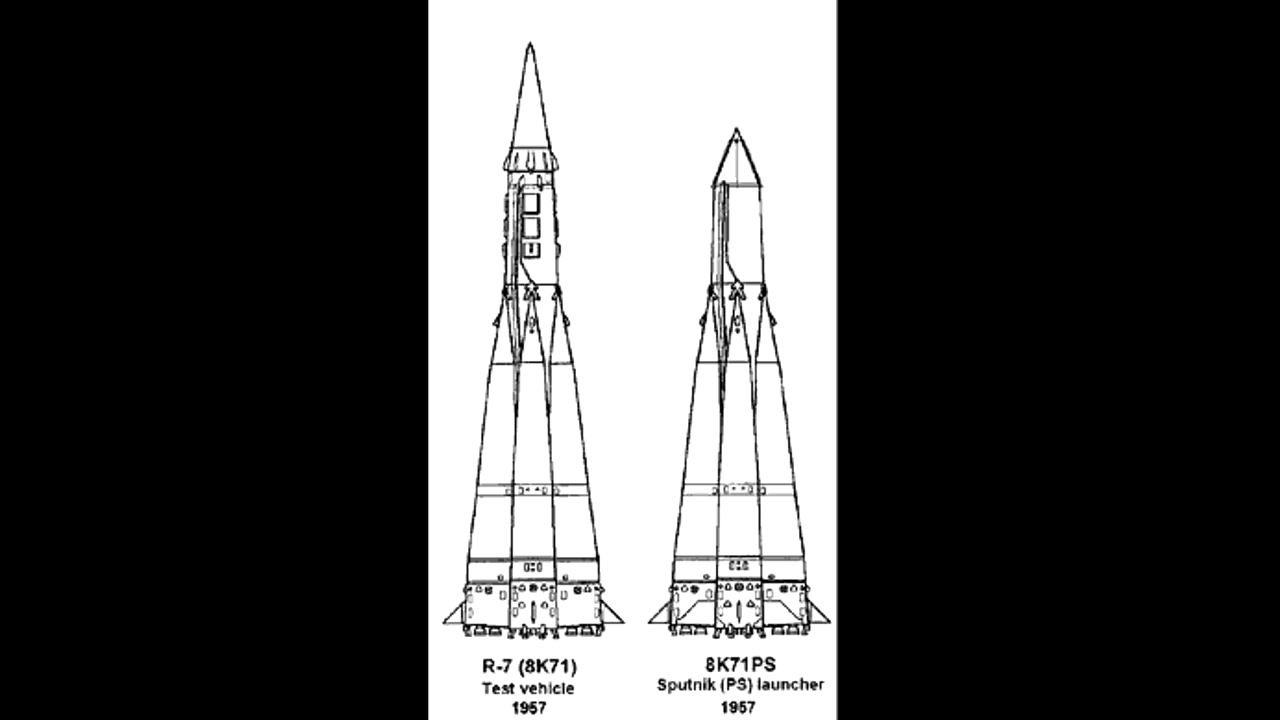 R-7 (8K71)
Test vehicle
1957
8K71PS
Sputnik (PS) launcher
1957